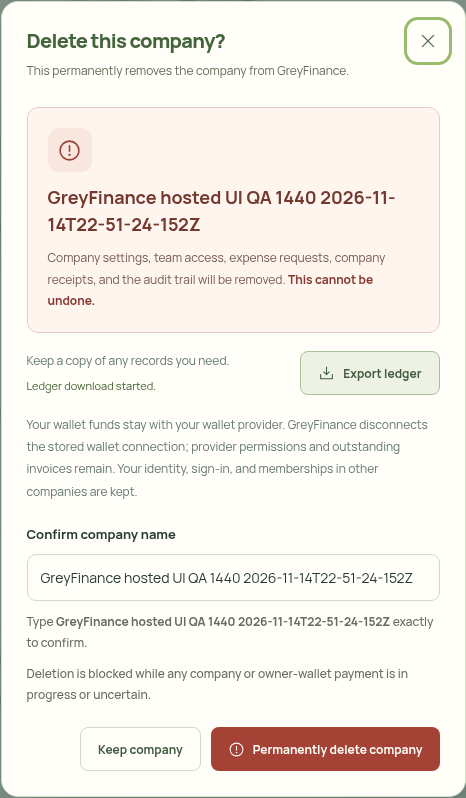 Delete this company?
This permanently removes the company from GreyFinance.
GreyFinance hosted UI QA 1440 2026-11-
14T22-51-24-152Z
Company settings, team access, expense requests, company
receipts, and the audit trail will be removed. This cannot be
undone.
Keep a copy of any records you need.
Ledger download started.
Export ledger
Your wallet funds stay with your wallet provider. GreyFinance disconnects
the stored wallet connection; provider permissions and outstanding
invoices remain. Your identity, sign-in, and memberships in other
companies are kept.
Confirm company name
GreyFinance hosted UI QA 1440 2026-11-14T22-51-24-152Z
Type GreyFinance hosted UI QA 1440 2026-11-14T22-51-24-152Z exactly
to confirm.
Deletion is blocked while any company or owner-wallet payment is in
progress or uncertain.
Keep company
Permanently delete company